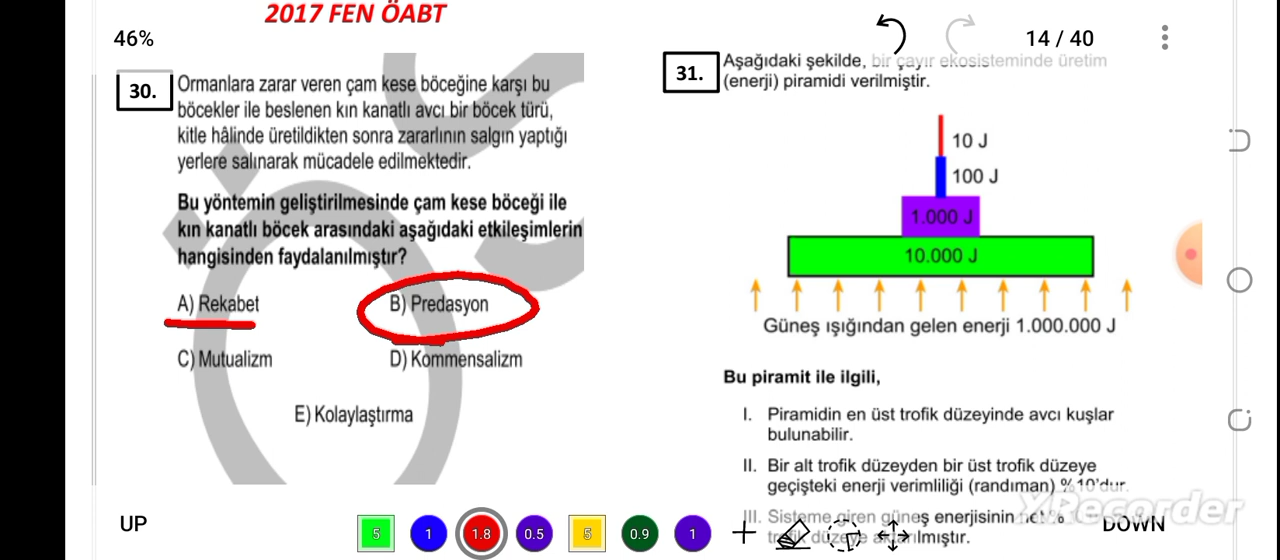 2017 FEN ÖABT
46%
14 / 40
30.
Ormanlara zarar veren çam kese böceğine karşı bu
böcekler ile beslenen kın kanatlı avcı bir böcek türü,
kitle hâlinde üretildikten sonra zararlının salgın yaptığı
yerlere salınarak mücadele edilmektedir.
Bu yöntemin geliştirilmesinde çam kese böceği ile
kın kanatlı böcek arasındaki aşağıdaki etkileşimlerin
hangisinden faydalanılmıştır?
A) Rekabet
B) Predasyon
C) Mutualizm
D) Kommensalizm
E) Kolaylaştırma
31.
Aşağıdaki şekilde, bir çayır ekosisteminde üretim
(enerji) piramidi verilmiştir.
10 J
100 J
1.000 J
10.000 J
Güneş ışığından gelen enerji 1.000.000 J
Bu piramit ile ilgili,
I. Piramidin en üst trofik düzeyinde avcı kuşlar
bulunabilir.
II. Bir alt trofik düzeyden bir üst trofik düzeye
geçişteki enerji verimliliği (randıman) %10'dur.
III. Sisteme giren güneş enerjisinin
XRecorder
UP
5
1
1.8
0.5
5
0.9
1
DOWN